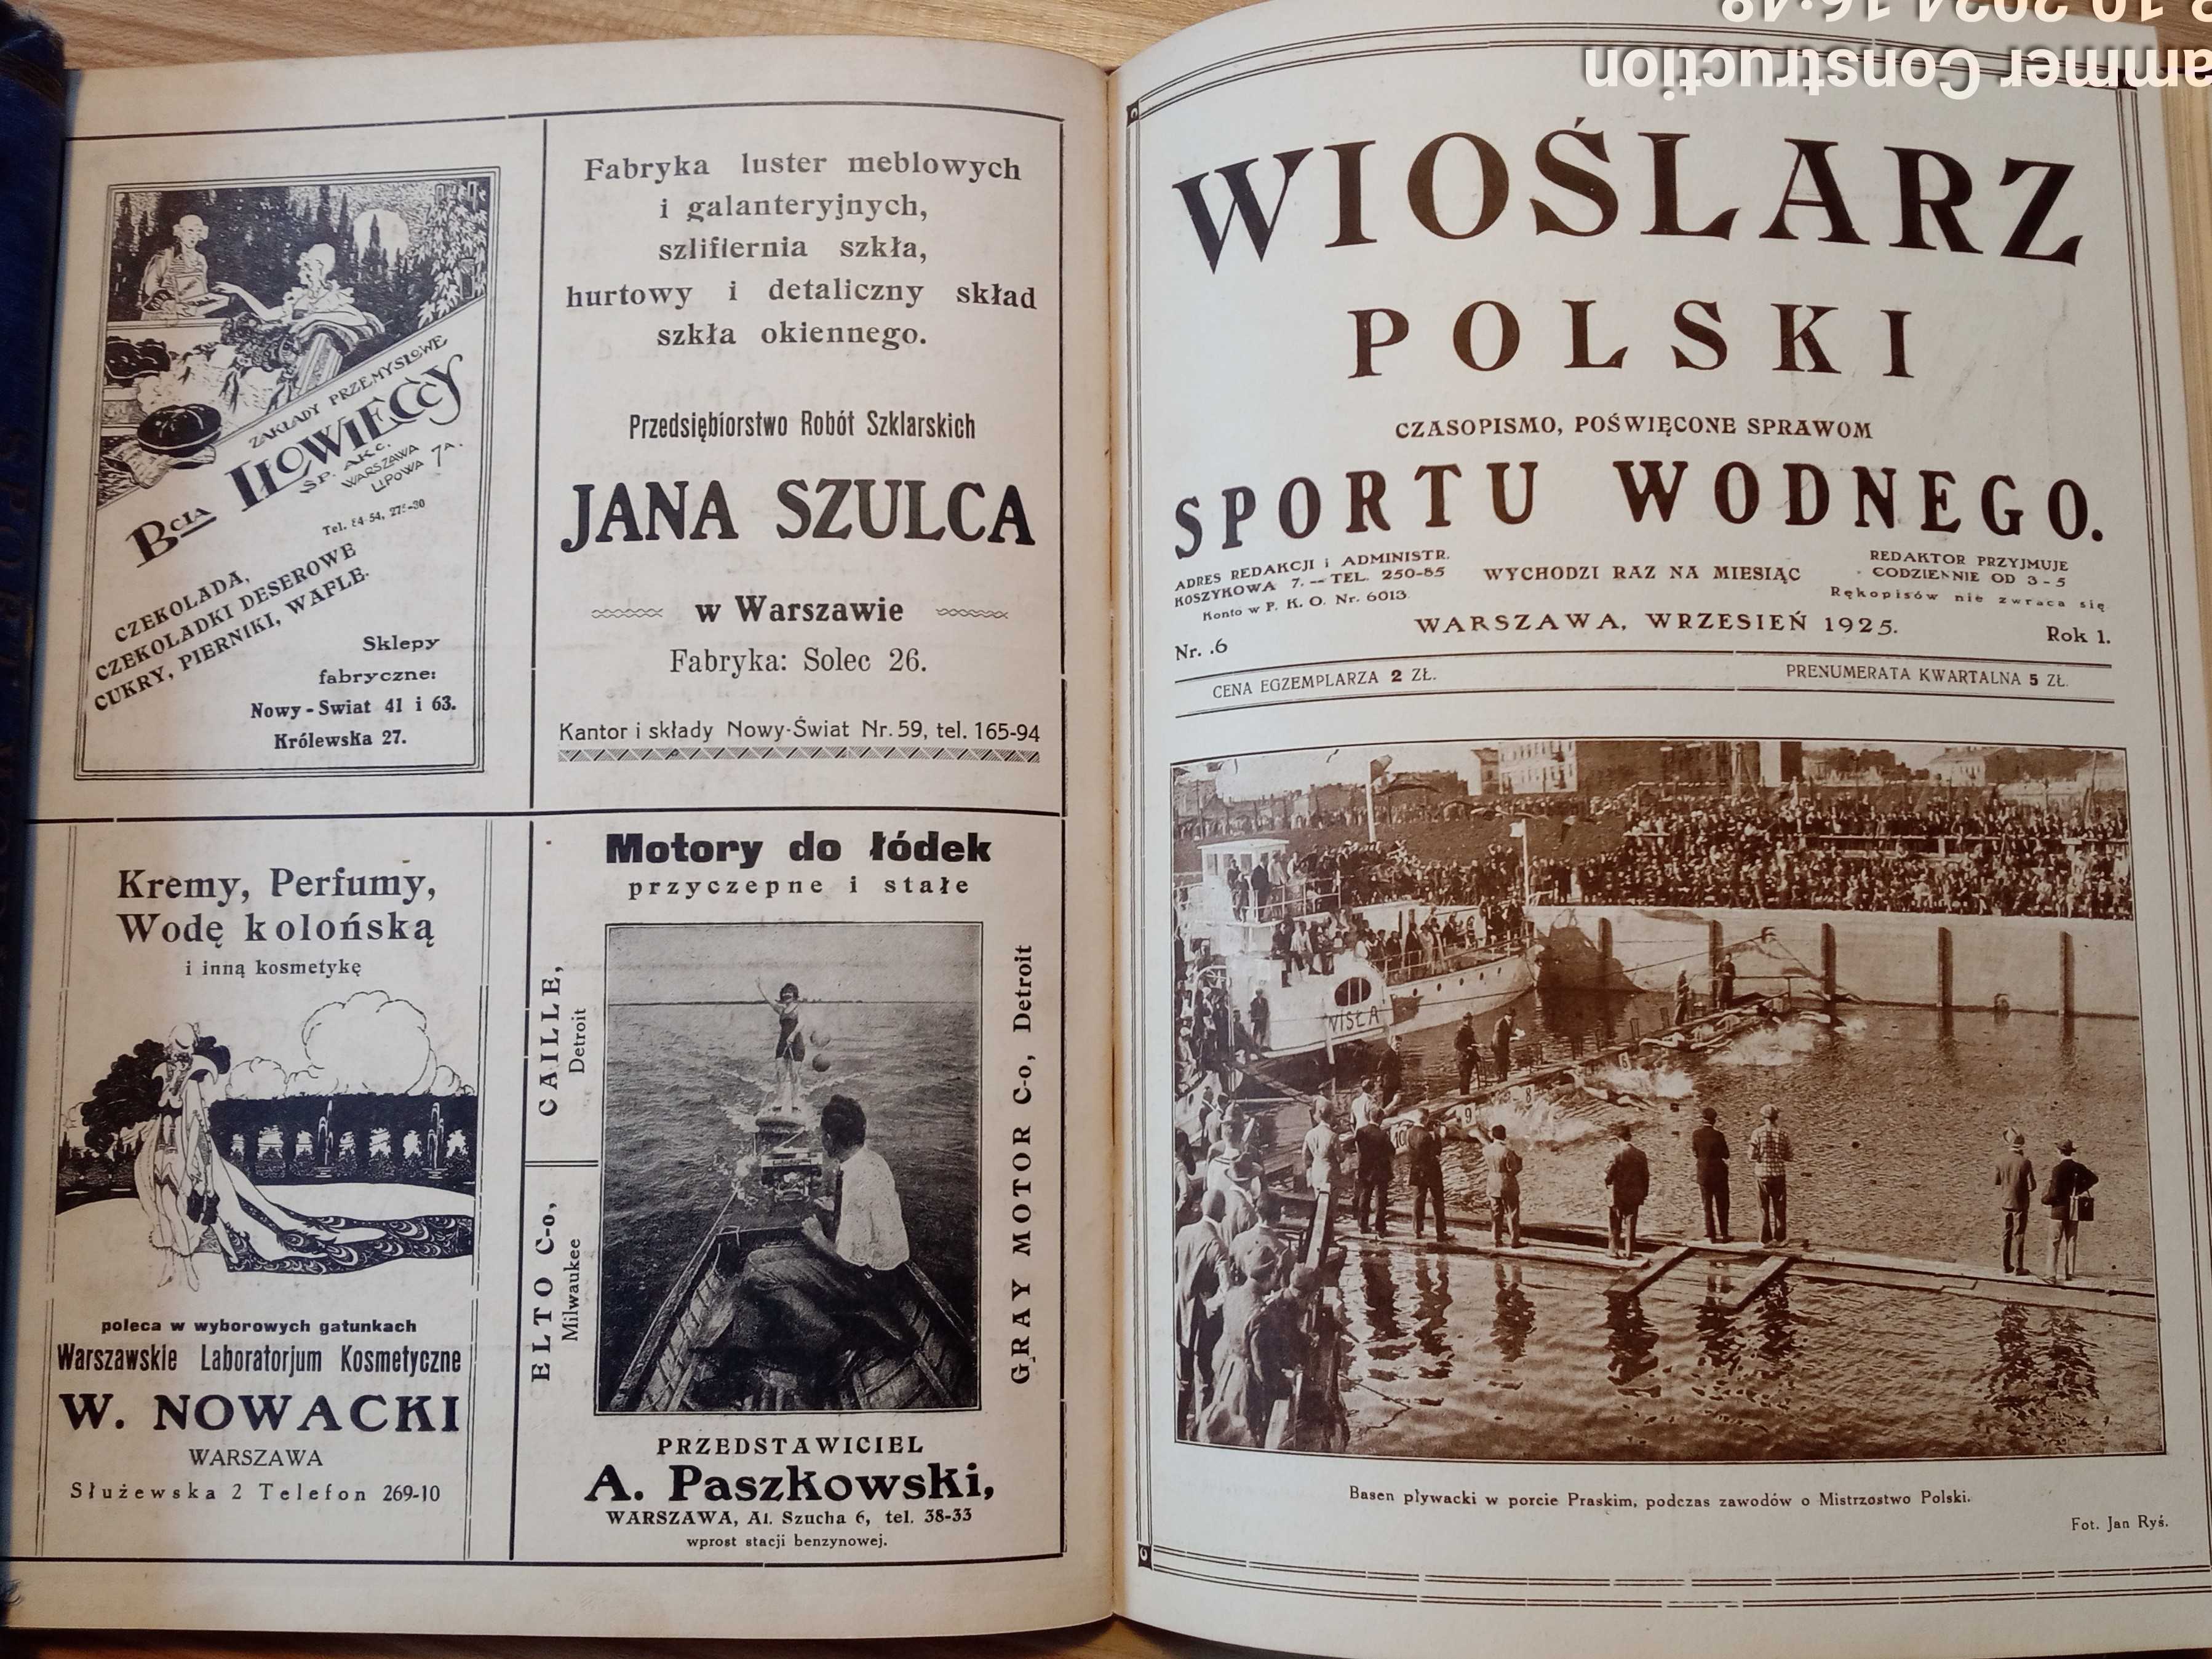 ZAKŁADY PRZEMYSŁOWE
BCIA IŁOWIECCY
SP. AKC.
WARSZAWA
LIPOWA 7A.
CZEKOLADA,
CZEKOLADKI DESEROWE
CUKRY, PIERNIKI, WAFLE.
Sklepy
fabryczne:
Nowy-Swiat 41 i 63.
Królewska 27.
Fabryka luster meblowych
i galanteryjnych,
szlifiernia szkła,
hurtowy i detaliczny skład
szkła okiennego.
Przedsiębiorstwo Robót Szklarskich
JANA SZULCA
w Warszawie
Fabryka: Solec 26.
Kantor i składy Nowy-Świat Nr. 59, tel. 165-94
Kremy, Perfumy,
Wodę kolońską
i inną kosmetykę
poleca w wyborowych gatunkach
Warszawskie Laboratorjum Kosmetyczne
W. NOWACKI
WARSZAWA
Służewska 2 Telefon 269-10
Motory do łódek
przyczepne i stałe
CAILLE,
Detroit
ELTO C-o,
Milwaukee
GRAY MOTOR C-o, Detroit
PRZEDSTAWICIEL
A. Paszkowski,
WARSZAWA, Al. Szucha 6, tel. 38-33
wprost stacji benzynowej.
Construction
2024 16:48
WIOŚLARZ
POLSKI
CZASOPISMO, POŚWIĘCONE SPRAWOM
SPORTU WODNEGO.
ADRES REDAKCJI i ADMINISTR.
KOSZYKOWA 7. — TEL. 250-85
Konto w P. K. O. Nr. 6013
WYCHODZI RAZ NA MIESIĄC
REDAKTOR PRZYJMUJE
CODZIENNIE OD 3-5
Rękopisów nie zwraca się
WARSZAWA, WRZESIEŃ 1925.
Nr. .6
Rok 1.
CENA EGZEMPLARZA 2 ZŁ.
PRENUMERATA KWARTALNA 5 ZŁ.
WISŁA
6
8
9
10
Basen pływacki w porcie Praskim, podczas zawodów o Mistrzostwo Polski.
Fot. Jan Ryś.